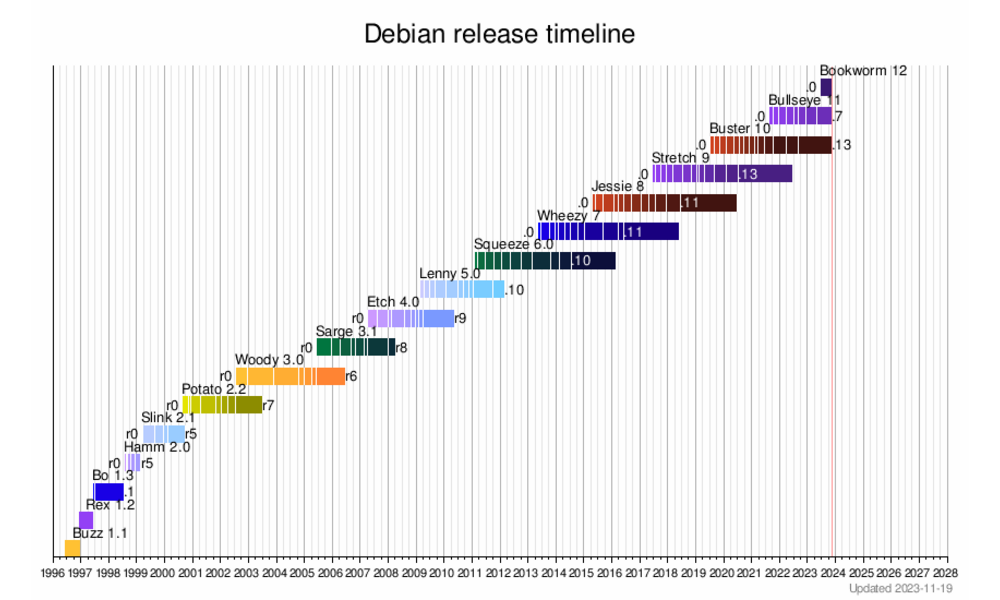 Debian release timeline
Bookworm 12
.0
Bullseye 11
.0 .7
Buster 10
.0 .13
Stretch 9
.0 .13
Jessie 8
.0 .11
Wheezy 7
.0 .11
Squeeze 6.0
.10
Lenny 5.0
.10
Etch 4.0
r0 r9
Sarge 3.1
r0 r8
Woody 3.0
r0 r6
Potato 2.2
r0 r7
Slink 2.1
r0 r5
Hamm 2.0
r0 r5
Bo 1.3
.1
Rex 1.2
Buzz 1.1
1996 1997 1998 1999 2000 2001 2002 2003 2004 2005 2006 2007 2008 2009 2010 2011 2012 2013 2014 2015 2016 2017 2018 2019 2020 2021 2022 2023 2024 2025 2026 2027 2028
Updated 2023-11-19